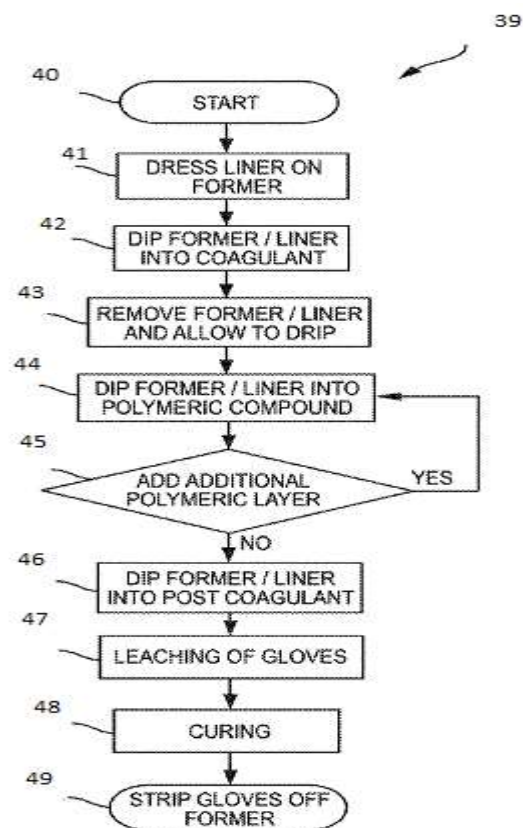 39
40
START
41
DRESS LINER ON
FORMER
42
DIP FORMER / LINER
INTO COAGULANT
43
REMOVE FORMER / LINER
AND ALLOW TO DRIP
44
DIP FORMER / LINER INTO
POLYMERIC COMPOUND
45
ADD ADDITIONAL
POLYMERIC LAYER
YES
NO
46
DIP FORMER / LINER
INTO POST COAGULANT
47
LEACHING OF GLOVES
48
CURING
49
STRIP GLOVES OFF
FORMER